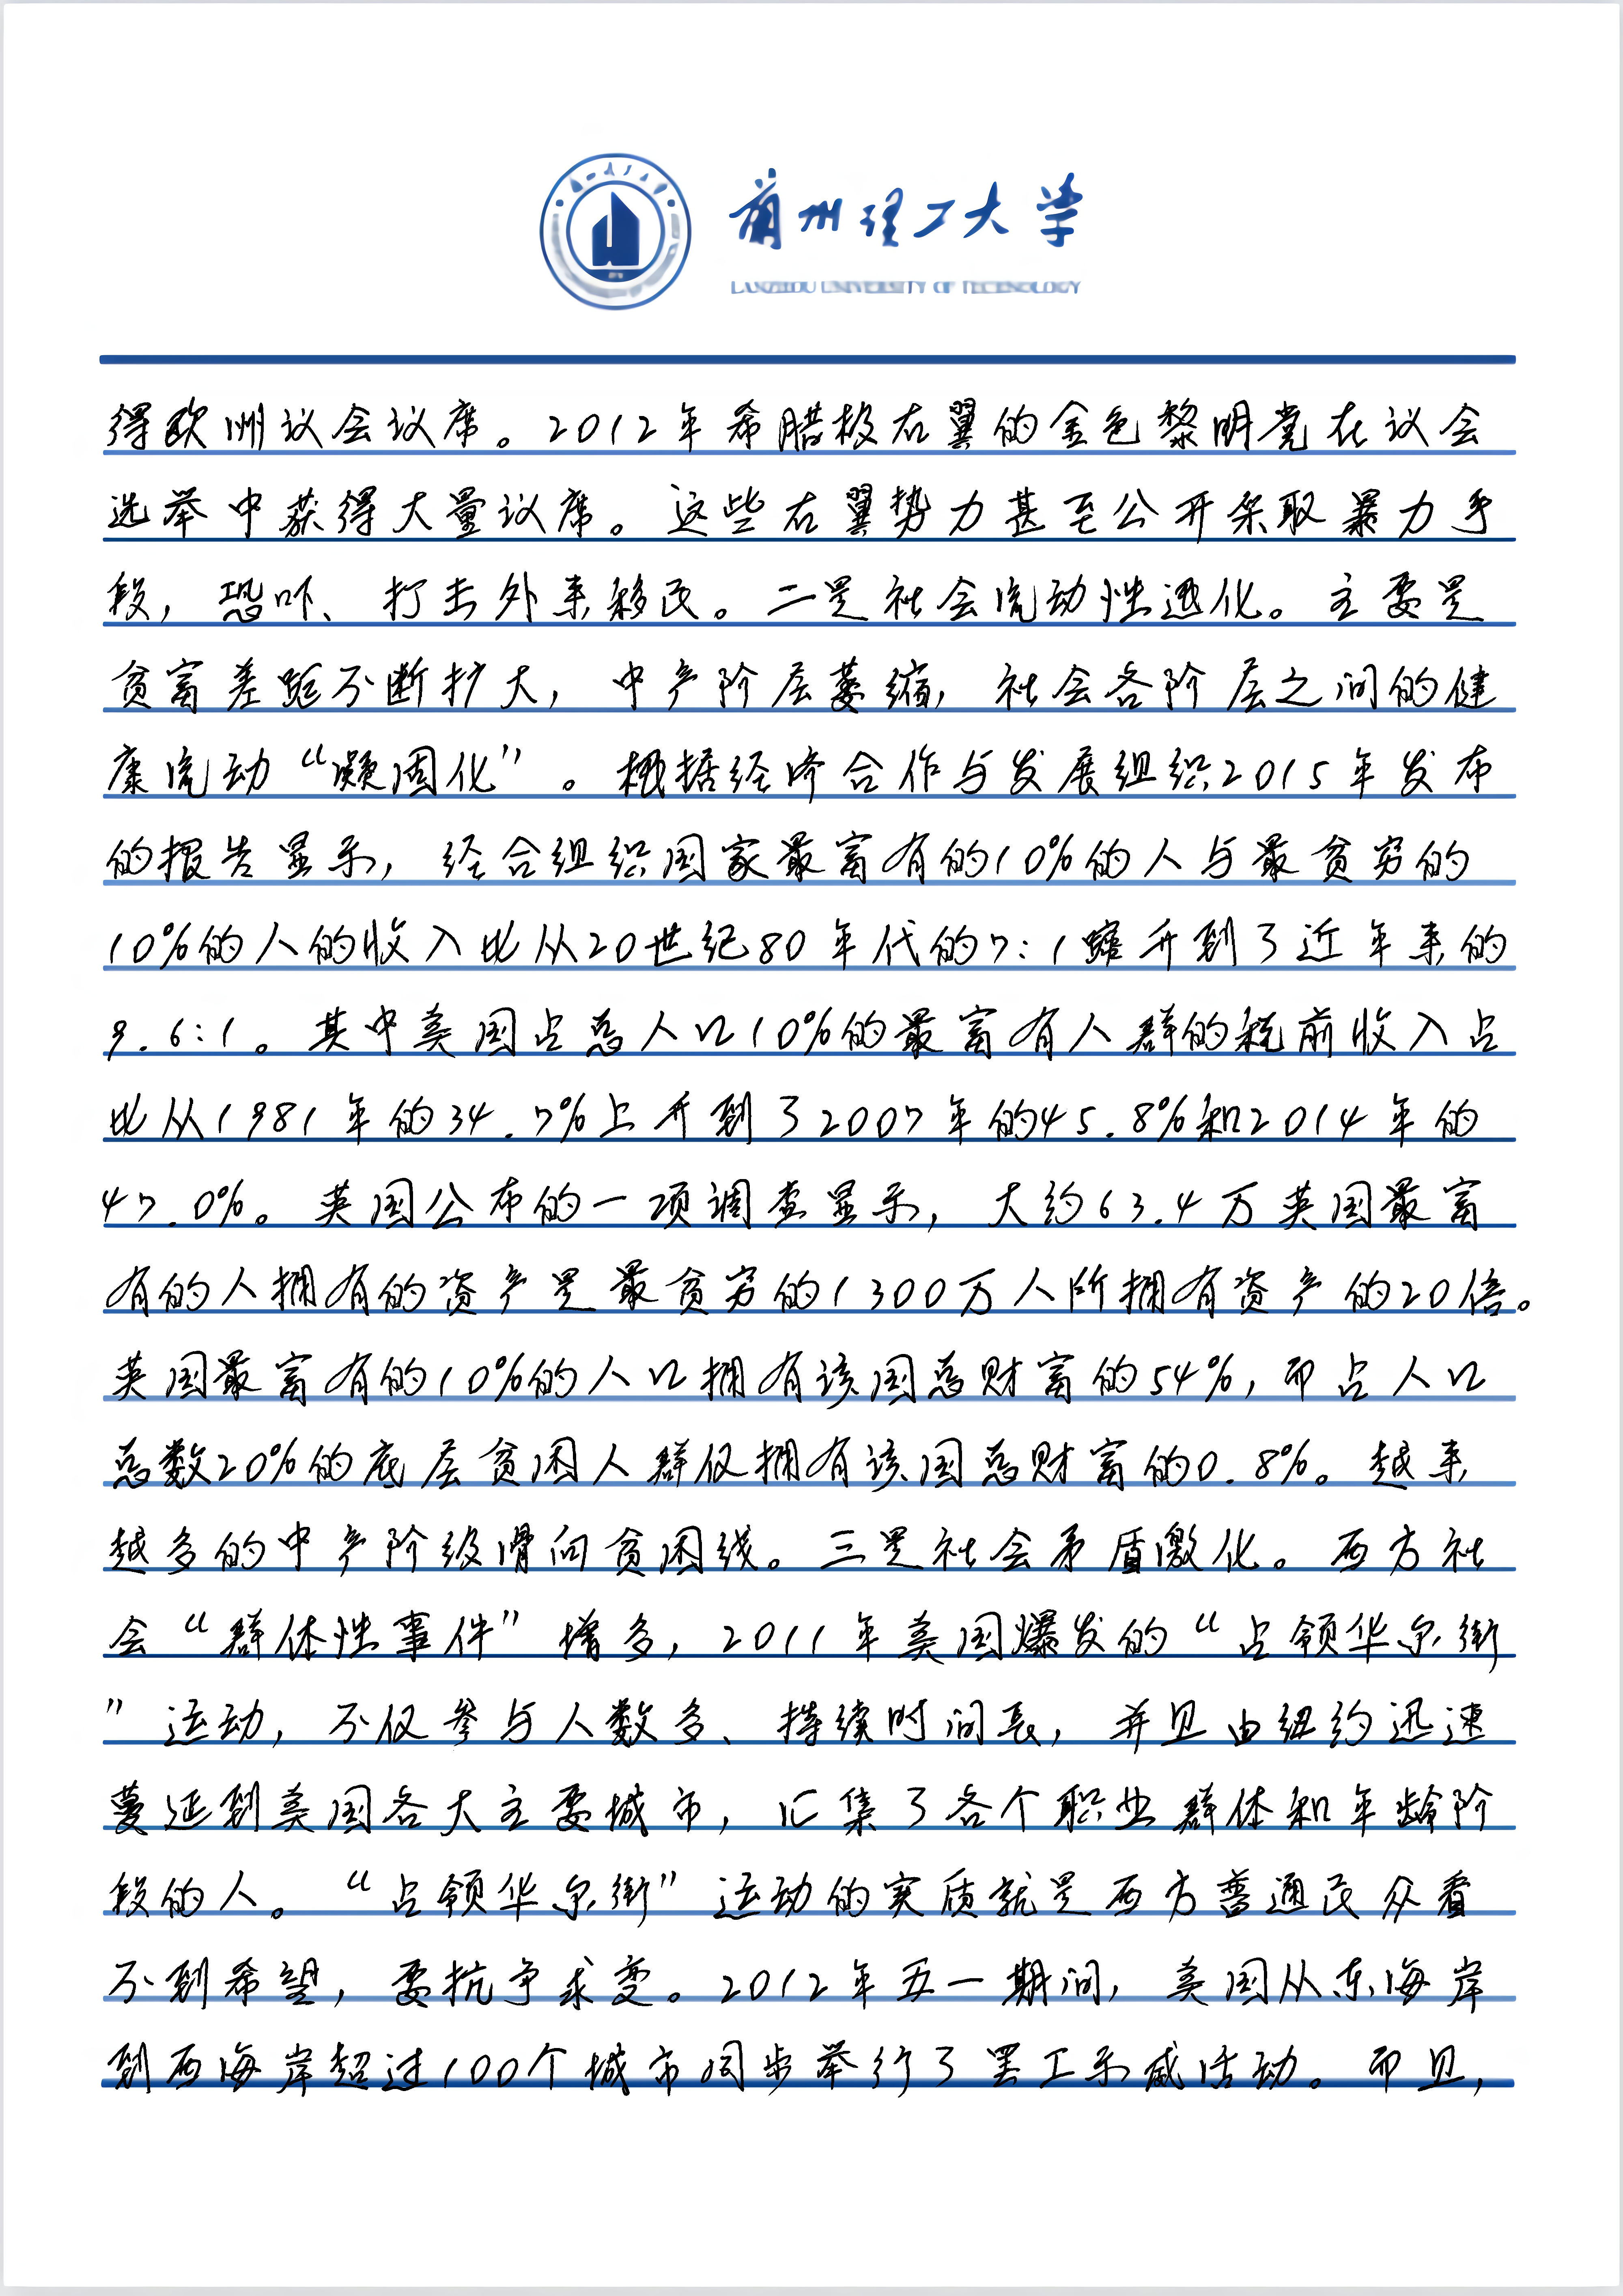 兰州理工大学
LANZHOU UNIVERSITY OF TECHNOLOGY
得欧洲议会议席。2012年希腊极右翼的金色黎明党在议会
选举中获得大量议席。这些右翼势力甚至公开采取暴力手
段，恐吓、打击外来移民。二是社会流动性退化。主要是
贫富差距不断扩大，中产阶层萎缩，社会各阶层之间的健
康流动“凝固化”。根据经济合作与发展组织2015年发布
的报告显示，经合组织国家最富有的10%的人与最贫穷的
10%的人的收入比从20世纪80年代的7:1蹿升到了近年来的
9.6:1。其中美国占总人口10%的最富有人群的税前收入占
比从1981年的34.7%上升到了2007年的45.8%和2014年的
47.0%。英国公布的一项调查显示，大约63.4万英国最富
有的人拥有的资产是最贫穷的1300万人所拥有资产的20倍。
英国最富有的10%的人口拥有该国总财富的54%，而占人口
总数20%的底层贫困人群仅拥有该国总财富的0.8%。越来
越多的中产阶级滑向贫困线。三是社会矛盾激化。西方社
会“群体性事件”增多，2011年美国爆发的“占领华尔街
”运动，不仅参与人数多、持续时间长，并且由纽约迅速
蔓延到美国各大主要城市，汇集了各个职业群体和年龄阶
段的人。“占领华尔街”运动的实质就是西方普通民众看
不到希望，要抗争求变。2012年五一期间，美国从东海岸
到西海岸超过100个城市同步举行了罢工示威活动。而且，